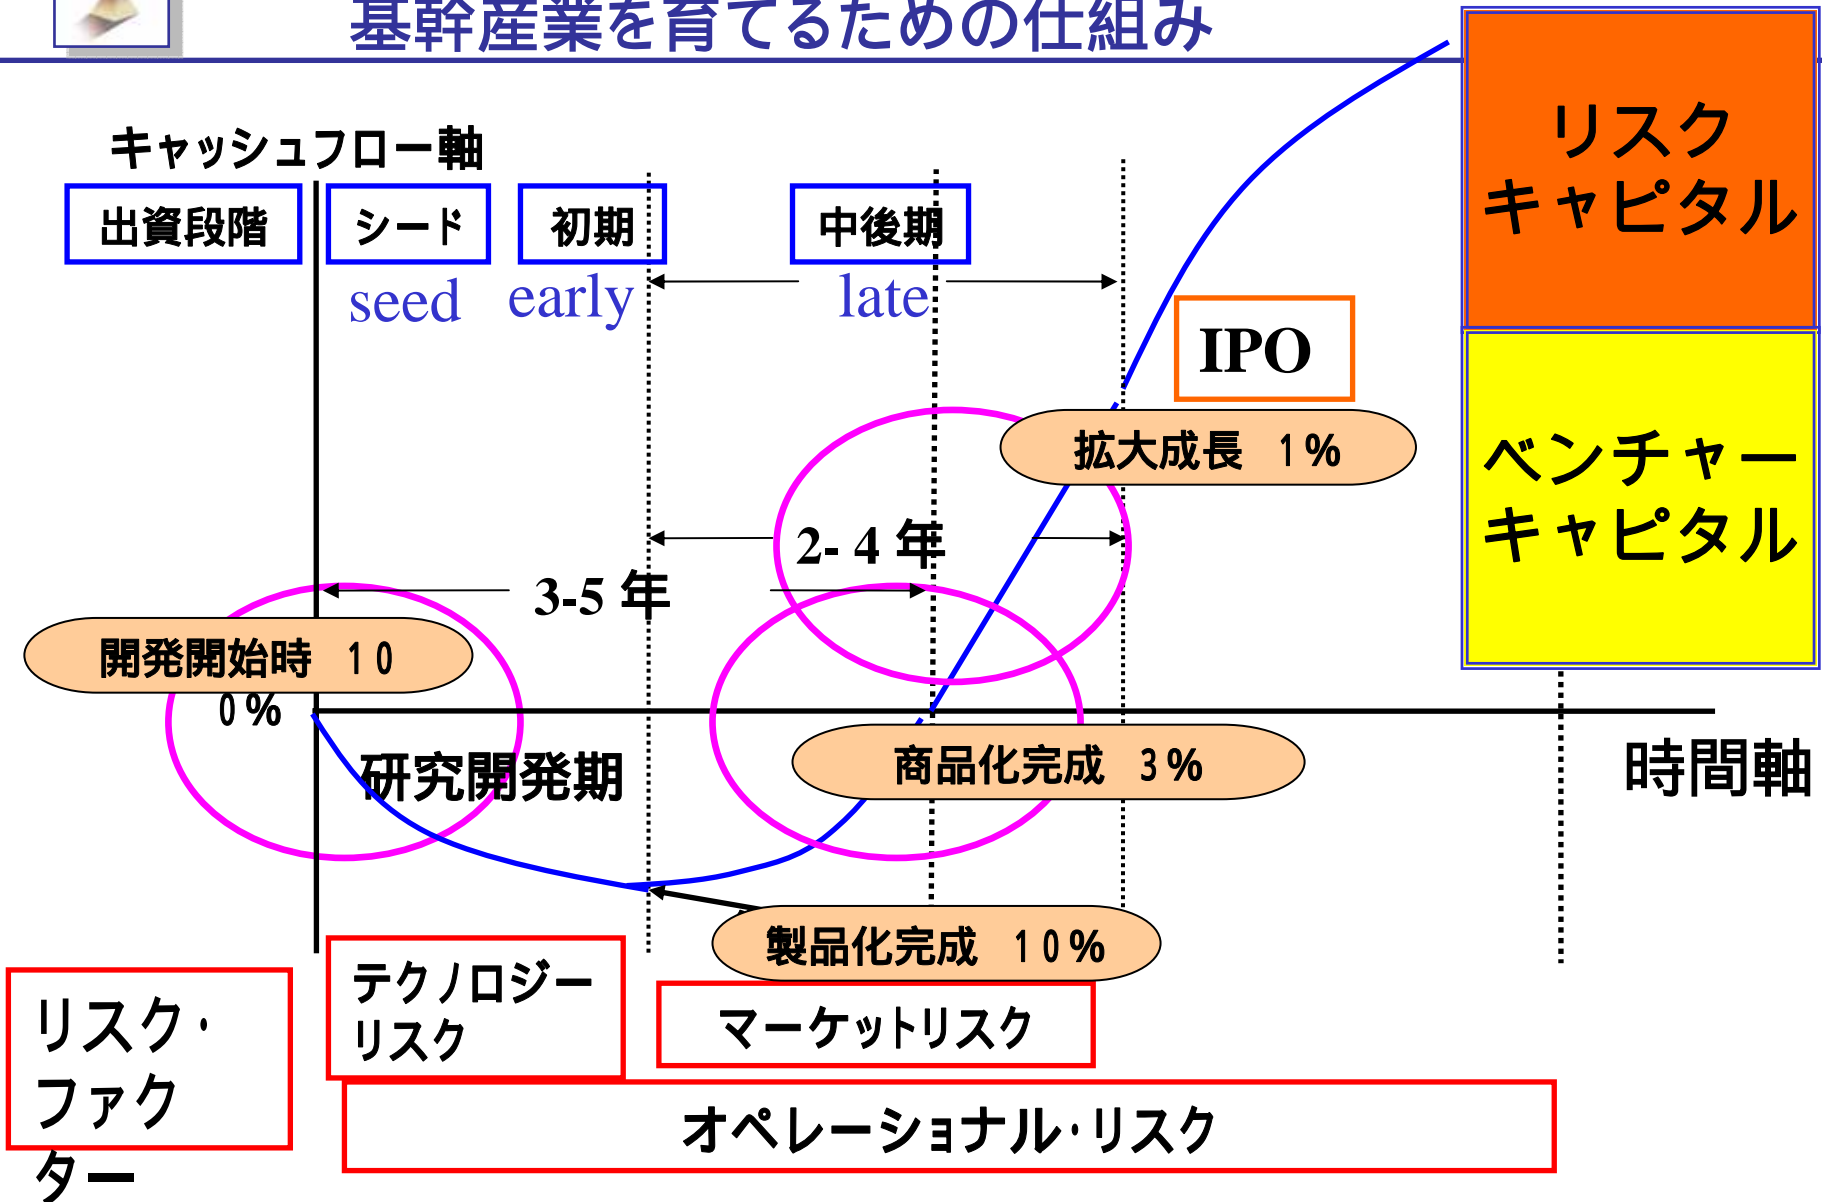 基幹産業を育てるための仕組み
キャッシュフロー軸
出資段階
シード
初期
中後期
seed
early
late
リスク
キャピタル
IPO
ベンチャー
キャピタル
拡大成長　1%
2- 4 年
3-5 年
開発開始時　10
0%
研究開発期
商品化完成　3%
時間軸
製品化完成　10%
テクノロジー
リスク
マーケットリスク
リスク・
ファク
ター
オペレーショナル・リスク